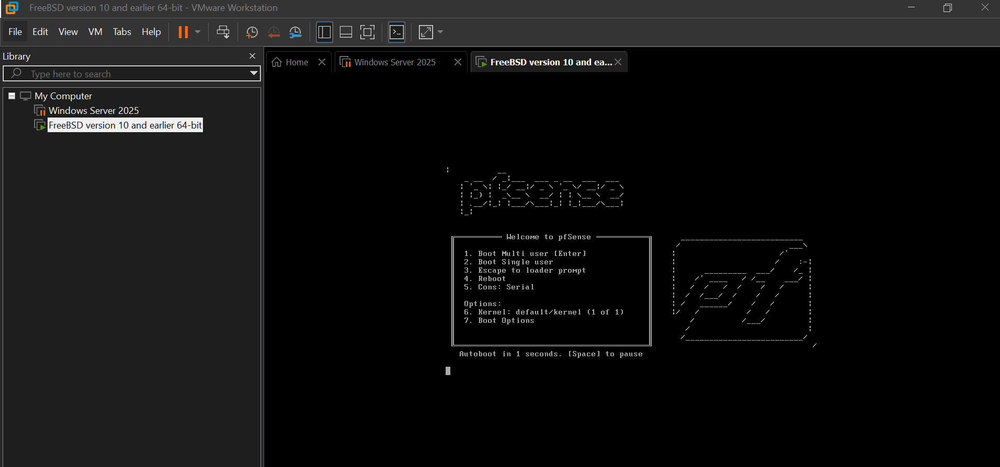 FreeBSD version 10 and earlier 64-bit - VMware Workstation
File Edit View VM Tabs Help
Library
Type here to search
My Computer
Windows Server 2025
FreeBSD version 10 and earlier 64-bit
Home
Windows Server 2025
FreeBSD version 10 and ea...
pfsense
Welcome to pfSense
1. Boot Multi user [Enter]
2. Boot Single user
3. Escape to loader prompt
4. Reboot
5. Cons: Serial
Options:
6. Kernel: default/kernel (1 of 1)
7. Boot Options
Autoboot in 1 seconds. [Space] to pause
pf